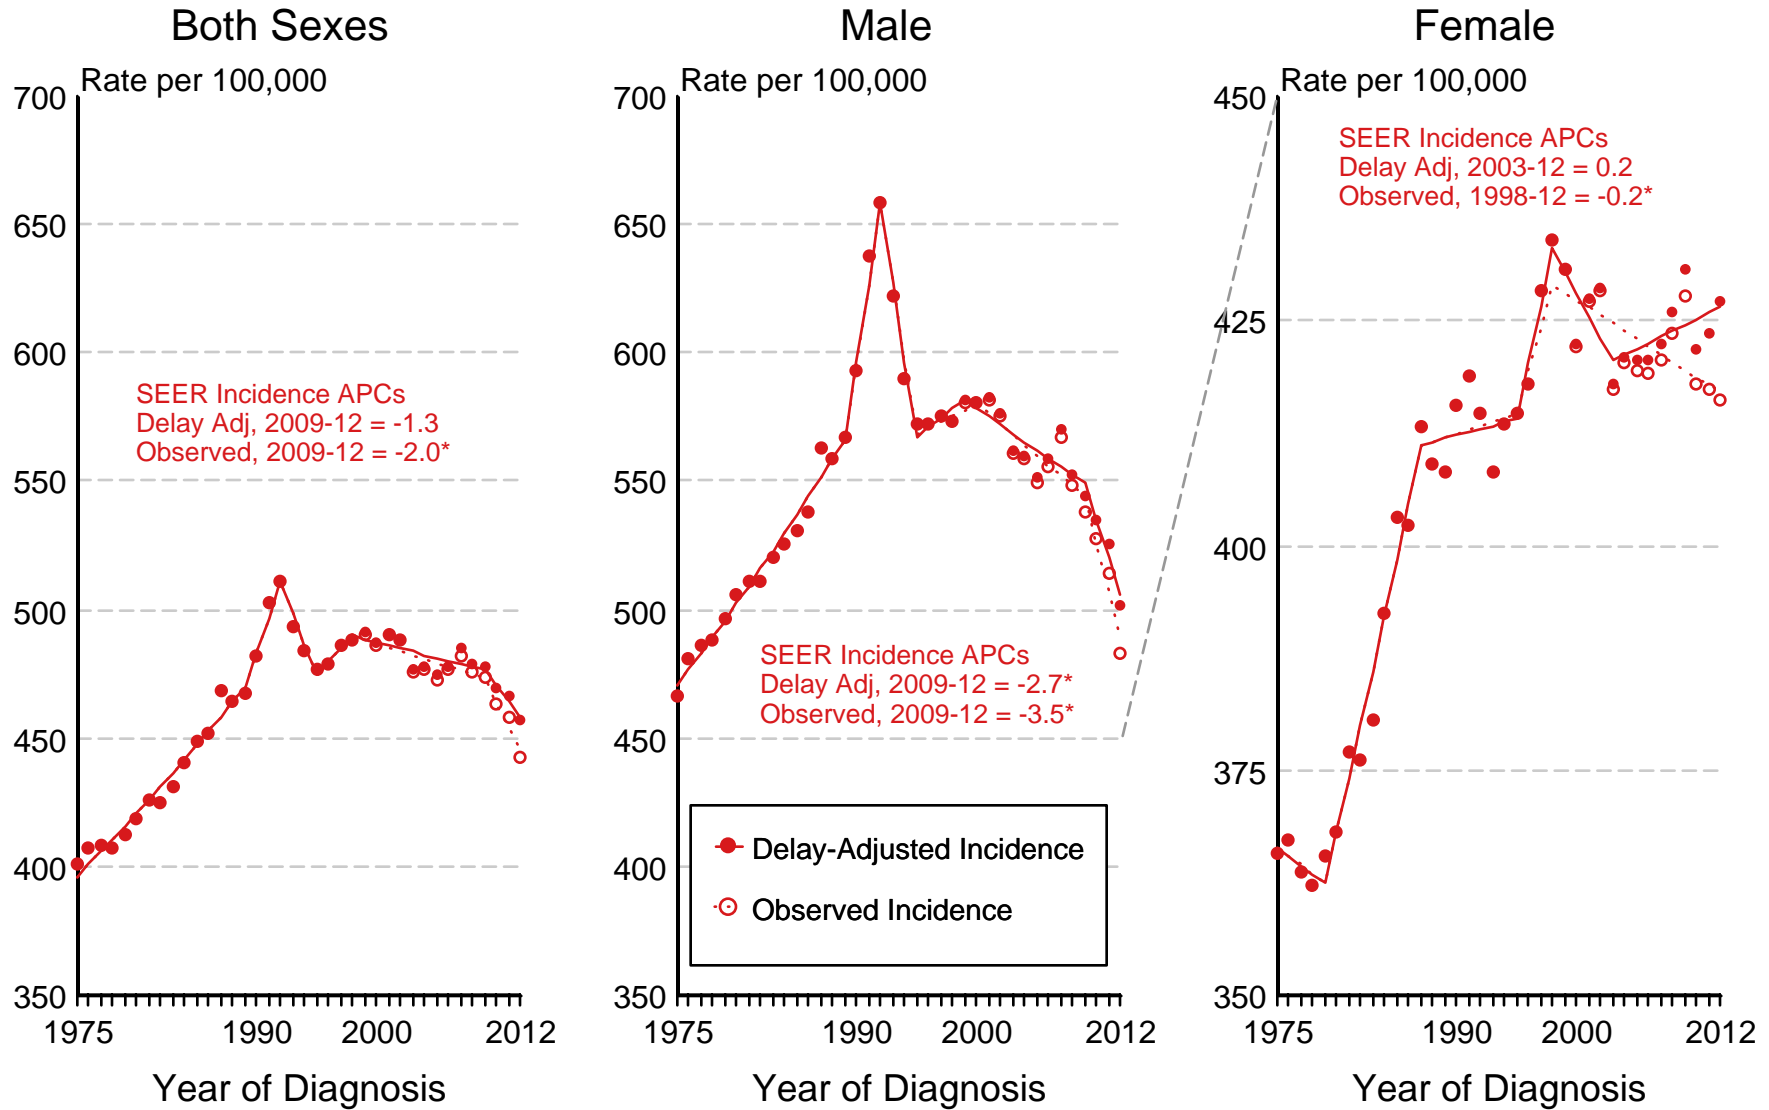 Both Sexes
Rate per 100,000
700
650
600
550
500
450
400
350
SEER Incidence APCs
Delay Adj, 2009-12 = -1.3
Observed, 2009-12 = -2.0*
1975 1990 2000 2012
Year of Diagnosis
Male
Rate per 100,000
700
650
600
550
500
450
400
350
SEER Incidence APCs
Delay Adj, 2009-12 = -2.7*
Observed, 2009-12 = -3.5*
Delay-Adjusted Incidence
Observed Incidence
1975 1990 2000 2012
Year of Diagnosis
Female
Rate per 100,000
450
425
400
375
350
SEER Incidence APCs
Delay Adj, 2003-12 = 0.2
Observed, 1998-12 = -0.2*
1975 1990 2000 2012
Year of Diagnosis